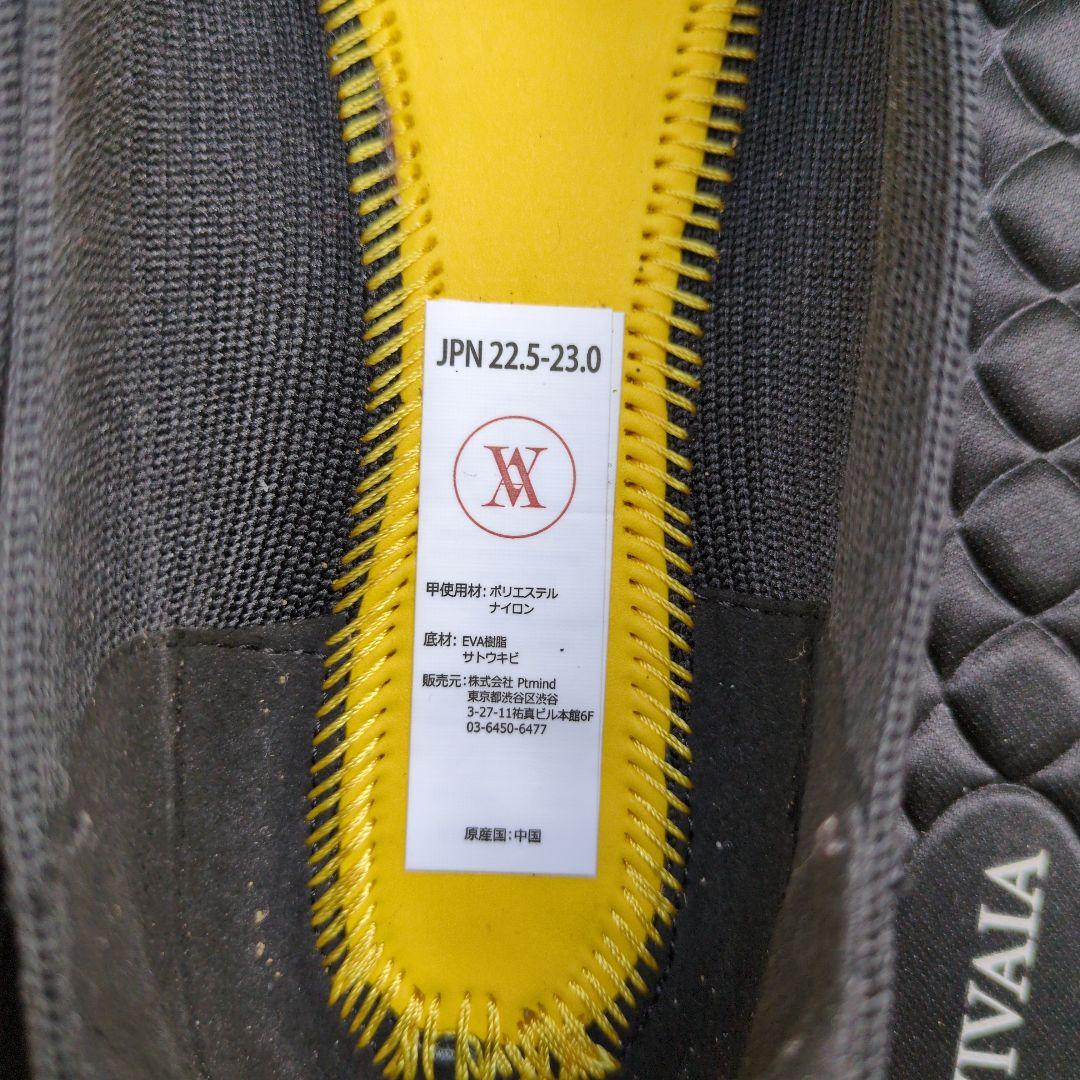 JPN 22.5-23.0
VA
甲使用材: ポリエステル
ナイロン
底材: EVA樹脂
サトウキビ
販売元: 株式会社 Ptmind
東京都渋谷区渋谷
3-27-11祐真ビル本館6F
03-6450-6477
原産国: 中国
VIVAIA